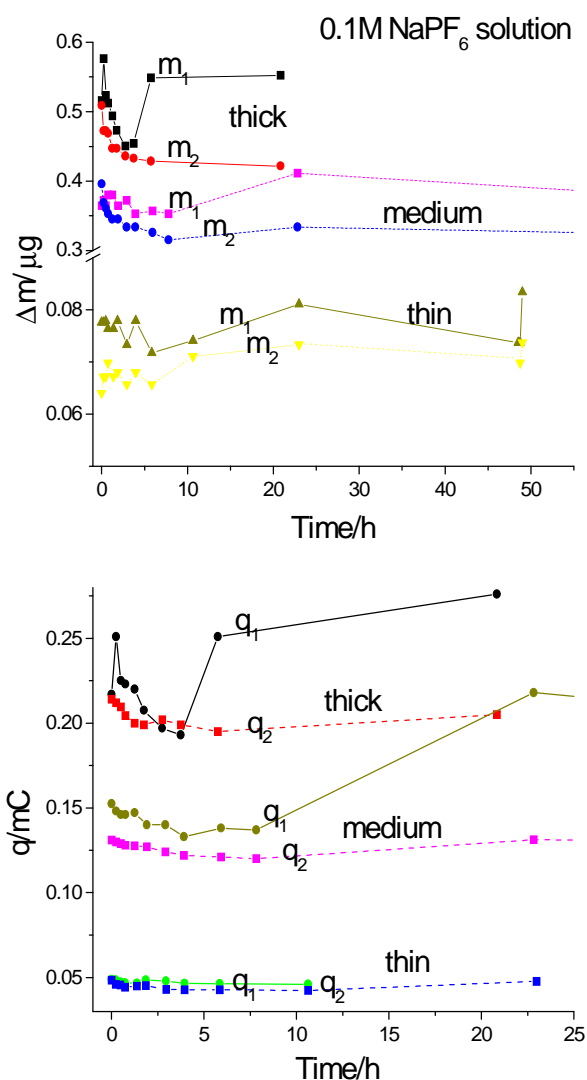 0.1M NaPF6 solution
0.6
0.5
0.4
0.3
0.08
0.06
Δm/μg
m1
thick
m2
m1
medium
m2
m1
thin
m2
0
10
20
30
40
50
Time/h
0.25
0.20
0.15
0.10
0.05
q/mC
q1
thick
q2
q1
medium
q2
thin
q1
q2
0
5
10
15
20
25
Time/h